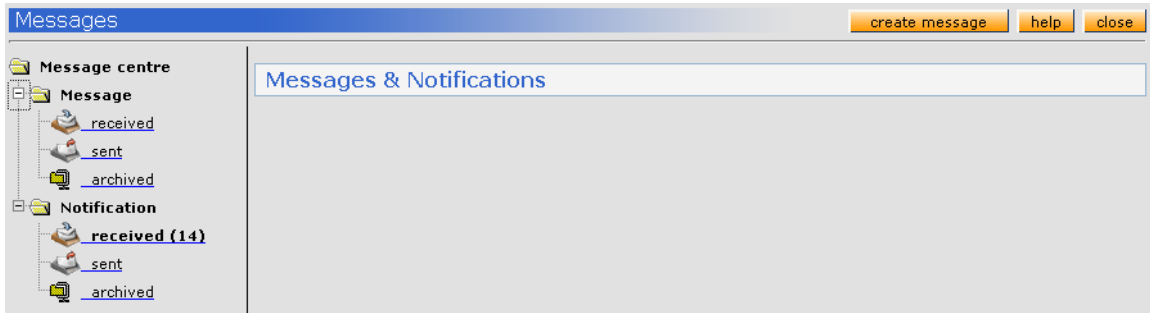 Messages
create message
help
close
Message centre
Messages & Notifications
Message
received
sent
archived
Notification
received (14)
sent
archived